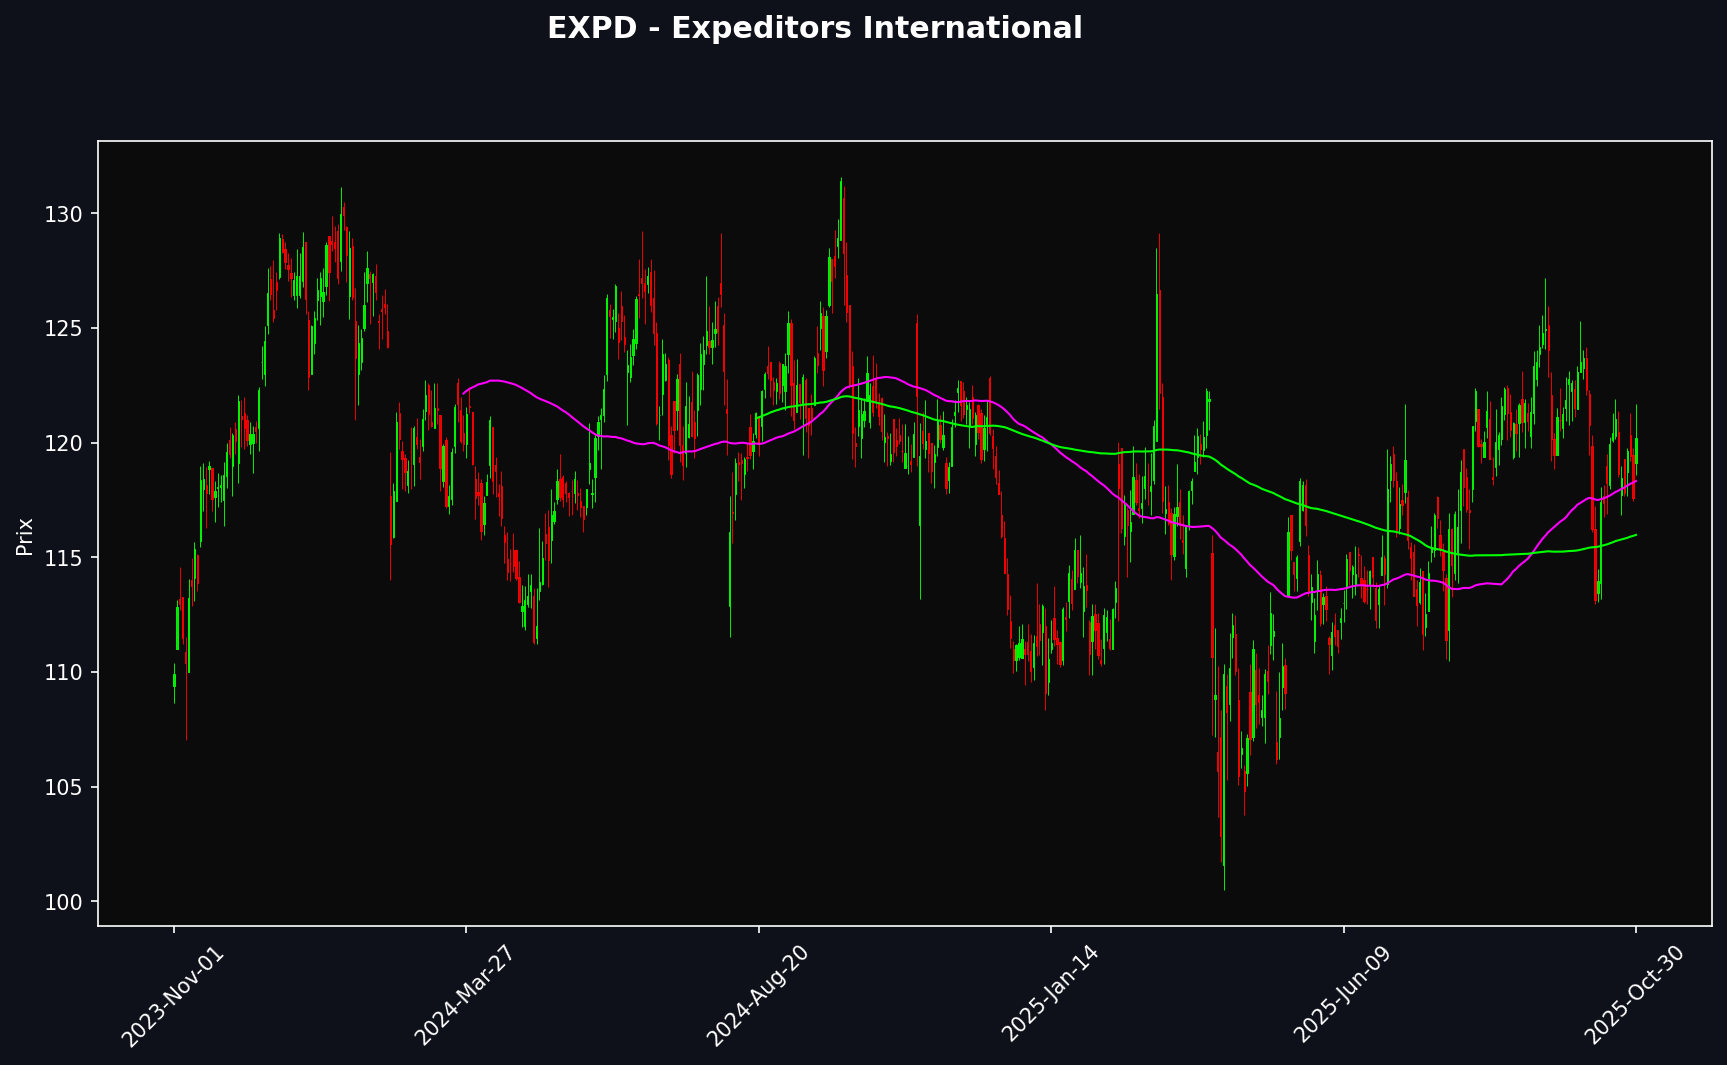 EXPD - Expeditors International
Prix
130
125
120
115
110
105
100
2023-Nov-01
2024-Mar-27
2024-Aug-20
2025-Jan-14
2025-Jun-09
2025-Oct-30